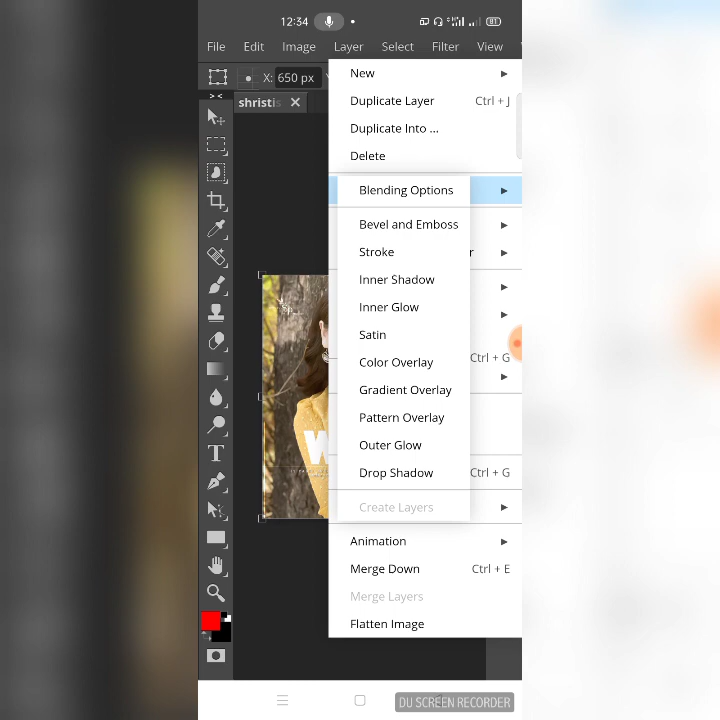 12:34
81
File Edit Image Layer Select Filter View
X: 650 px
shristis
New
Duplicate Layer Ctrl + J
Duplicate Into ...
Delete
Blending Options
Bevel and Emboss
Stroke r
Inner Shadow
Inner Glow
Satin
Color Overlay Ctrl + G
Gradient Overlay
Pattern Overlay
Outer Glow
Drop Shadow Ctrl + G
Create Layers
Animation
Merge Down Ctrl + E
Merge Layers
Flatten Image
W
T
DU SCREEN RECORDER